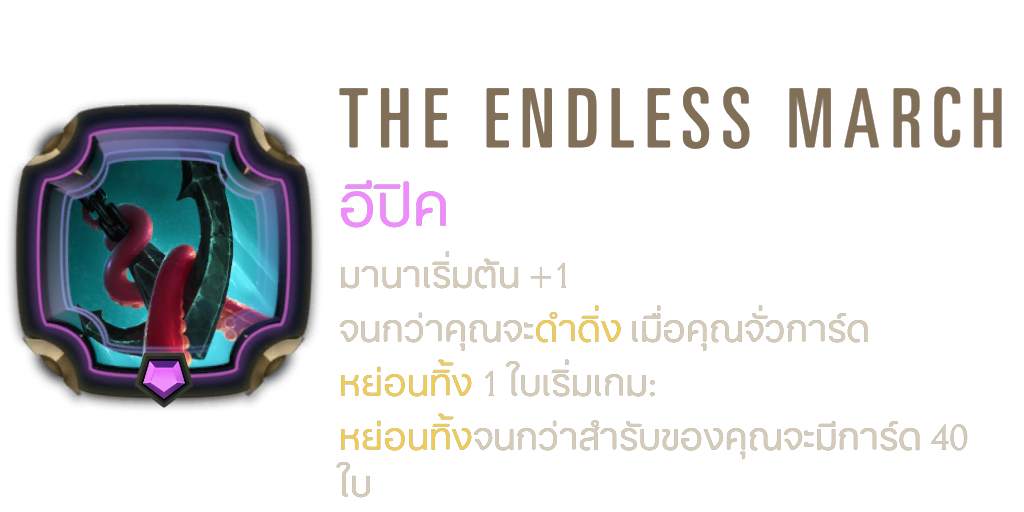 THE ENDLESS MARCH
อีปิค
มานาเริ่มต้น +1
จนกว่าคุณจะดำดิ่ง เมื่อคุณจั่วการ์ด
หย่อนทิ้ง 1 ใบเริ่มเกม:
หย่อนทิ้งจนกว่าสำรับของคุณจะมีการ์ด 40
ใบ